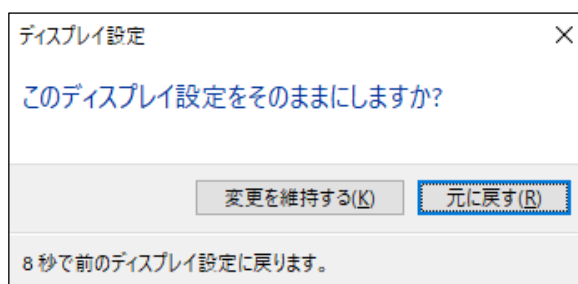 ディスプレイ設定
このディスプレイ設定をそのままにしますか?
変更を維持する(K)
元に戻す(R)
8 秒で前のディスプレイ設定に戻ります。